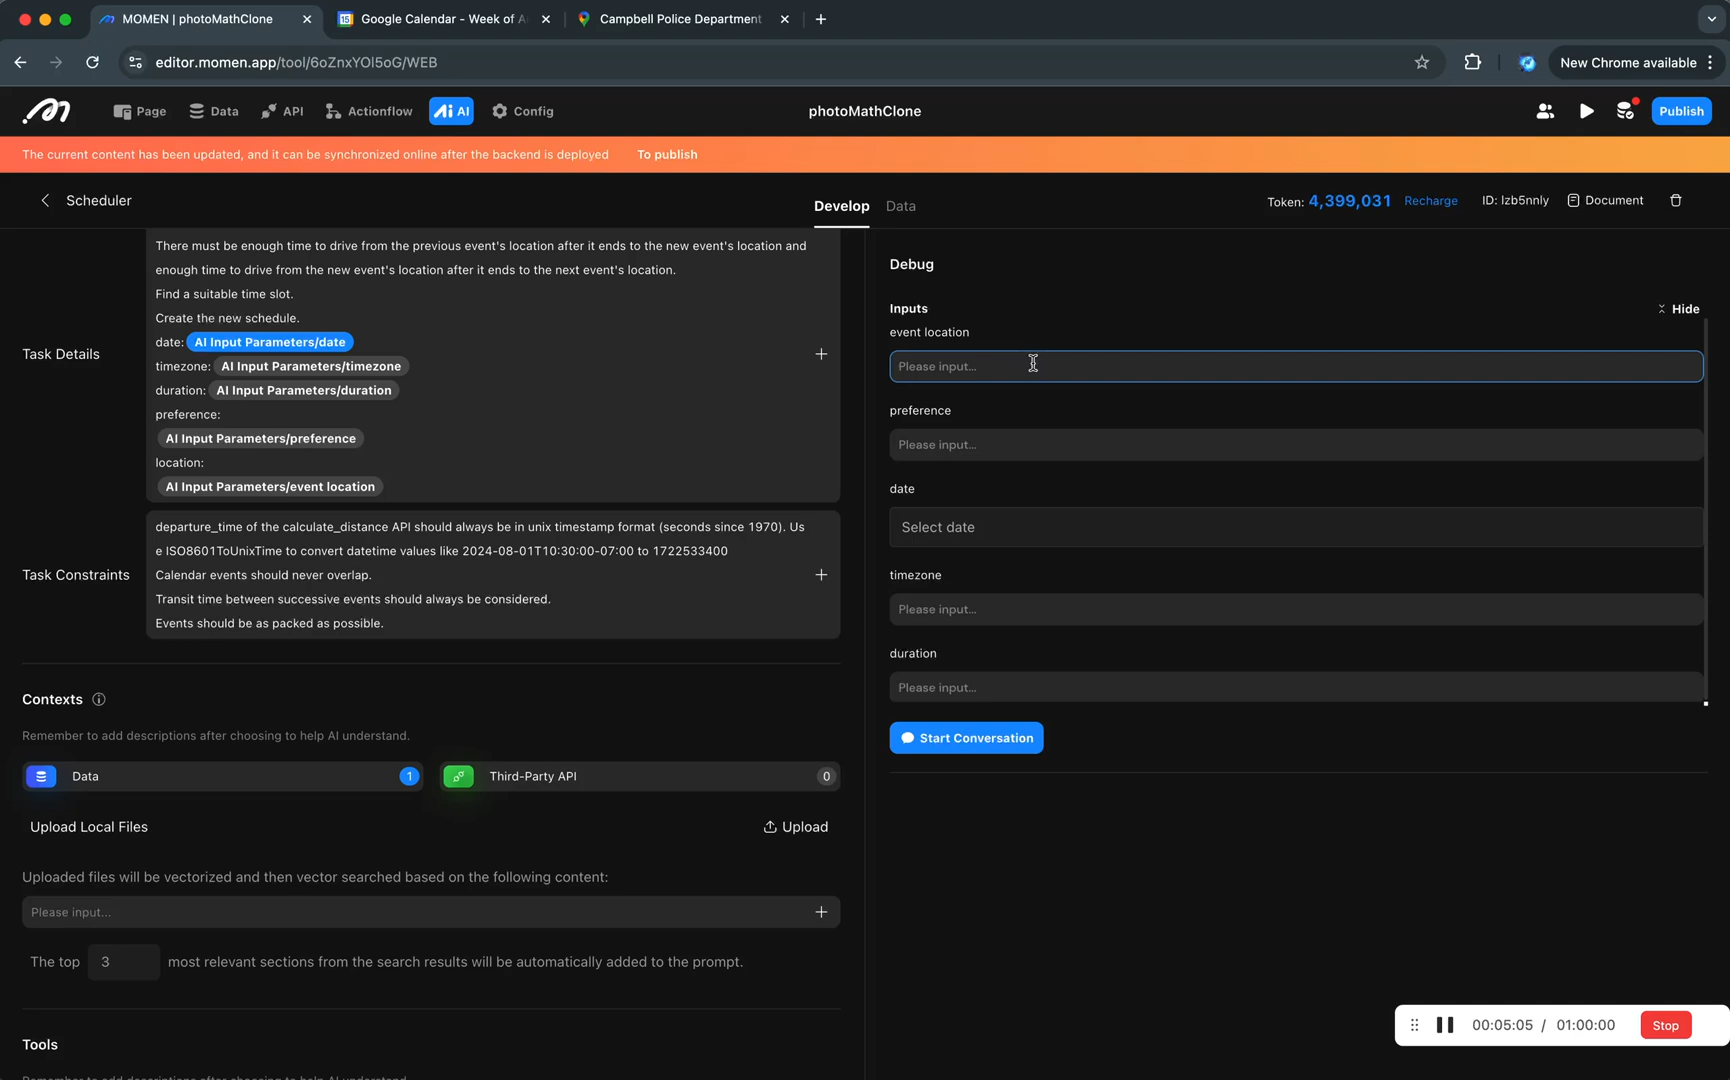 MOMEN | photoMathClone
Google Calendar - Week of A
Campbell Police Department
editor.momen.app/tool/6oZnxYOl5oG/WEB
New Chrome available
Page
Data
API
Actionflow
AI
Config
photoMathClone
Publish
The current content has been updated, and it can be synchronized online after the backend is deployed
To publish
Scheduler
Develop
Data
Token: 4,399,031
Recharge
ID: lzb5nnly
Document
There must be enough time to drive from the previous event's location after it ends to the new event's location and
enough time to drive from the new event's location after it ends to the next event's location.
Find a suitable time slot.
Create the new schedule.
Task Details
date: AI Input Parameters/date
timezone: AI Input Parameters/timezone
duration: AI Input Parameters/duration
preference:
AI Input Parameters/preference
location:
AI Input Parameters/event location
departure_time of the calculate_distance API should always be in unix timestamp format (seconds since 1970). Us
e ISO8601ToUnixTime to convert datetime values like 2024-08-01T10:30:00-07:00 to 1722533400
Task Constraints
Calendar events should never overlap.
Transit time between successive events should always be considered.
Events should be as packed as possible.
Contexts
Remember to add descriptions after choosing to help AI understand.
Data
1
Third-Party API
0
Upload Local Files
Upload
Uploaded files will be vectorized and then vector searched based on the following content:
Please input...
The top 3 most relevant sections from the search results will be automatically added to the prompt.
Tools
Remember to add descriptions after choosing to help AI understand.
Debug
Inputs
Hide
event location
Please input...
preference
Please input...
date
Select date
timezone
Please input...
duration
Please input...
Start Conversation
00:05:05 / 01:00:00
Stop